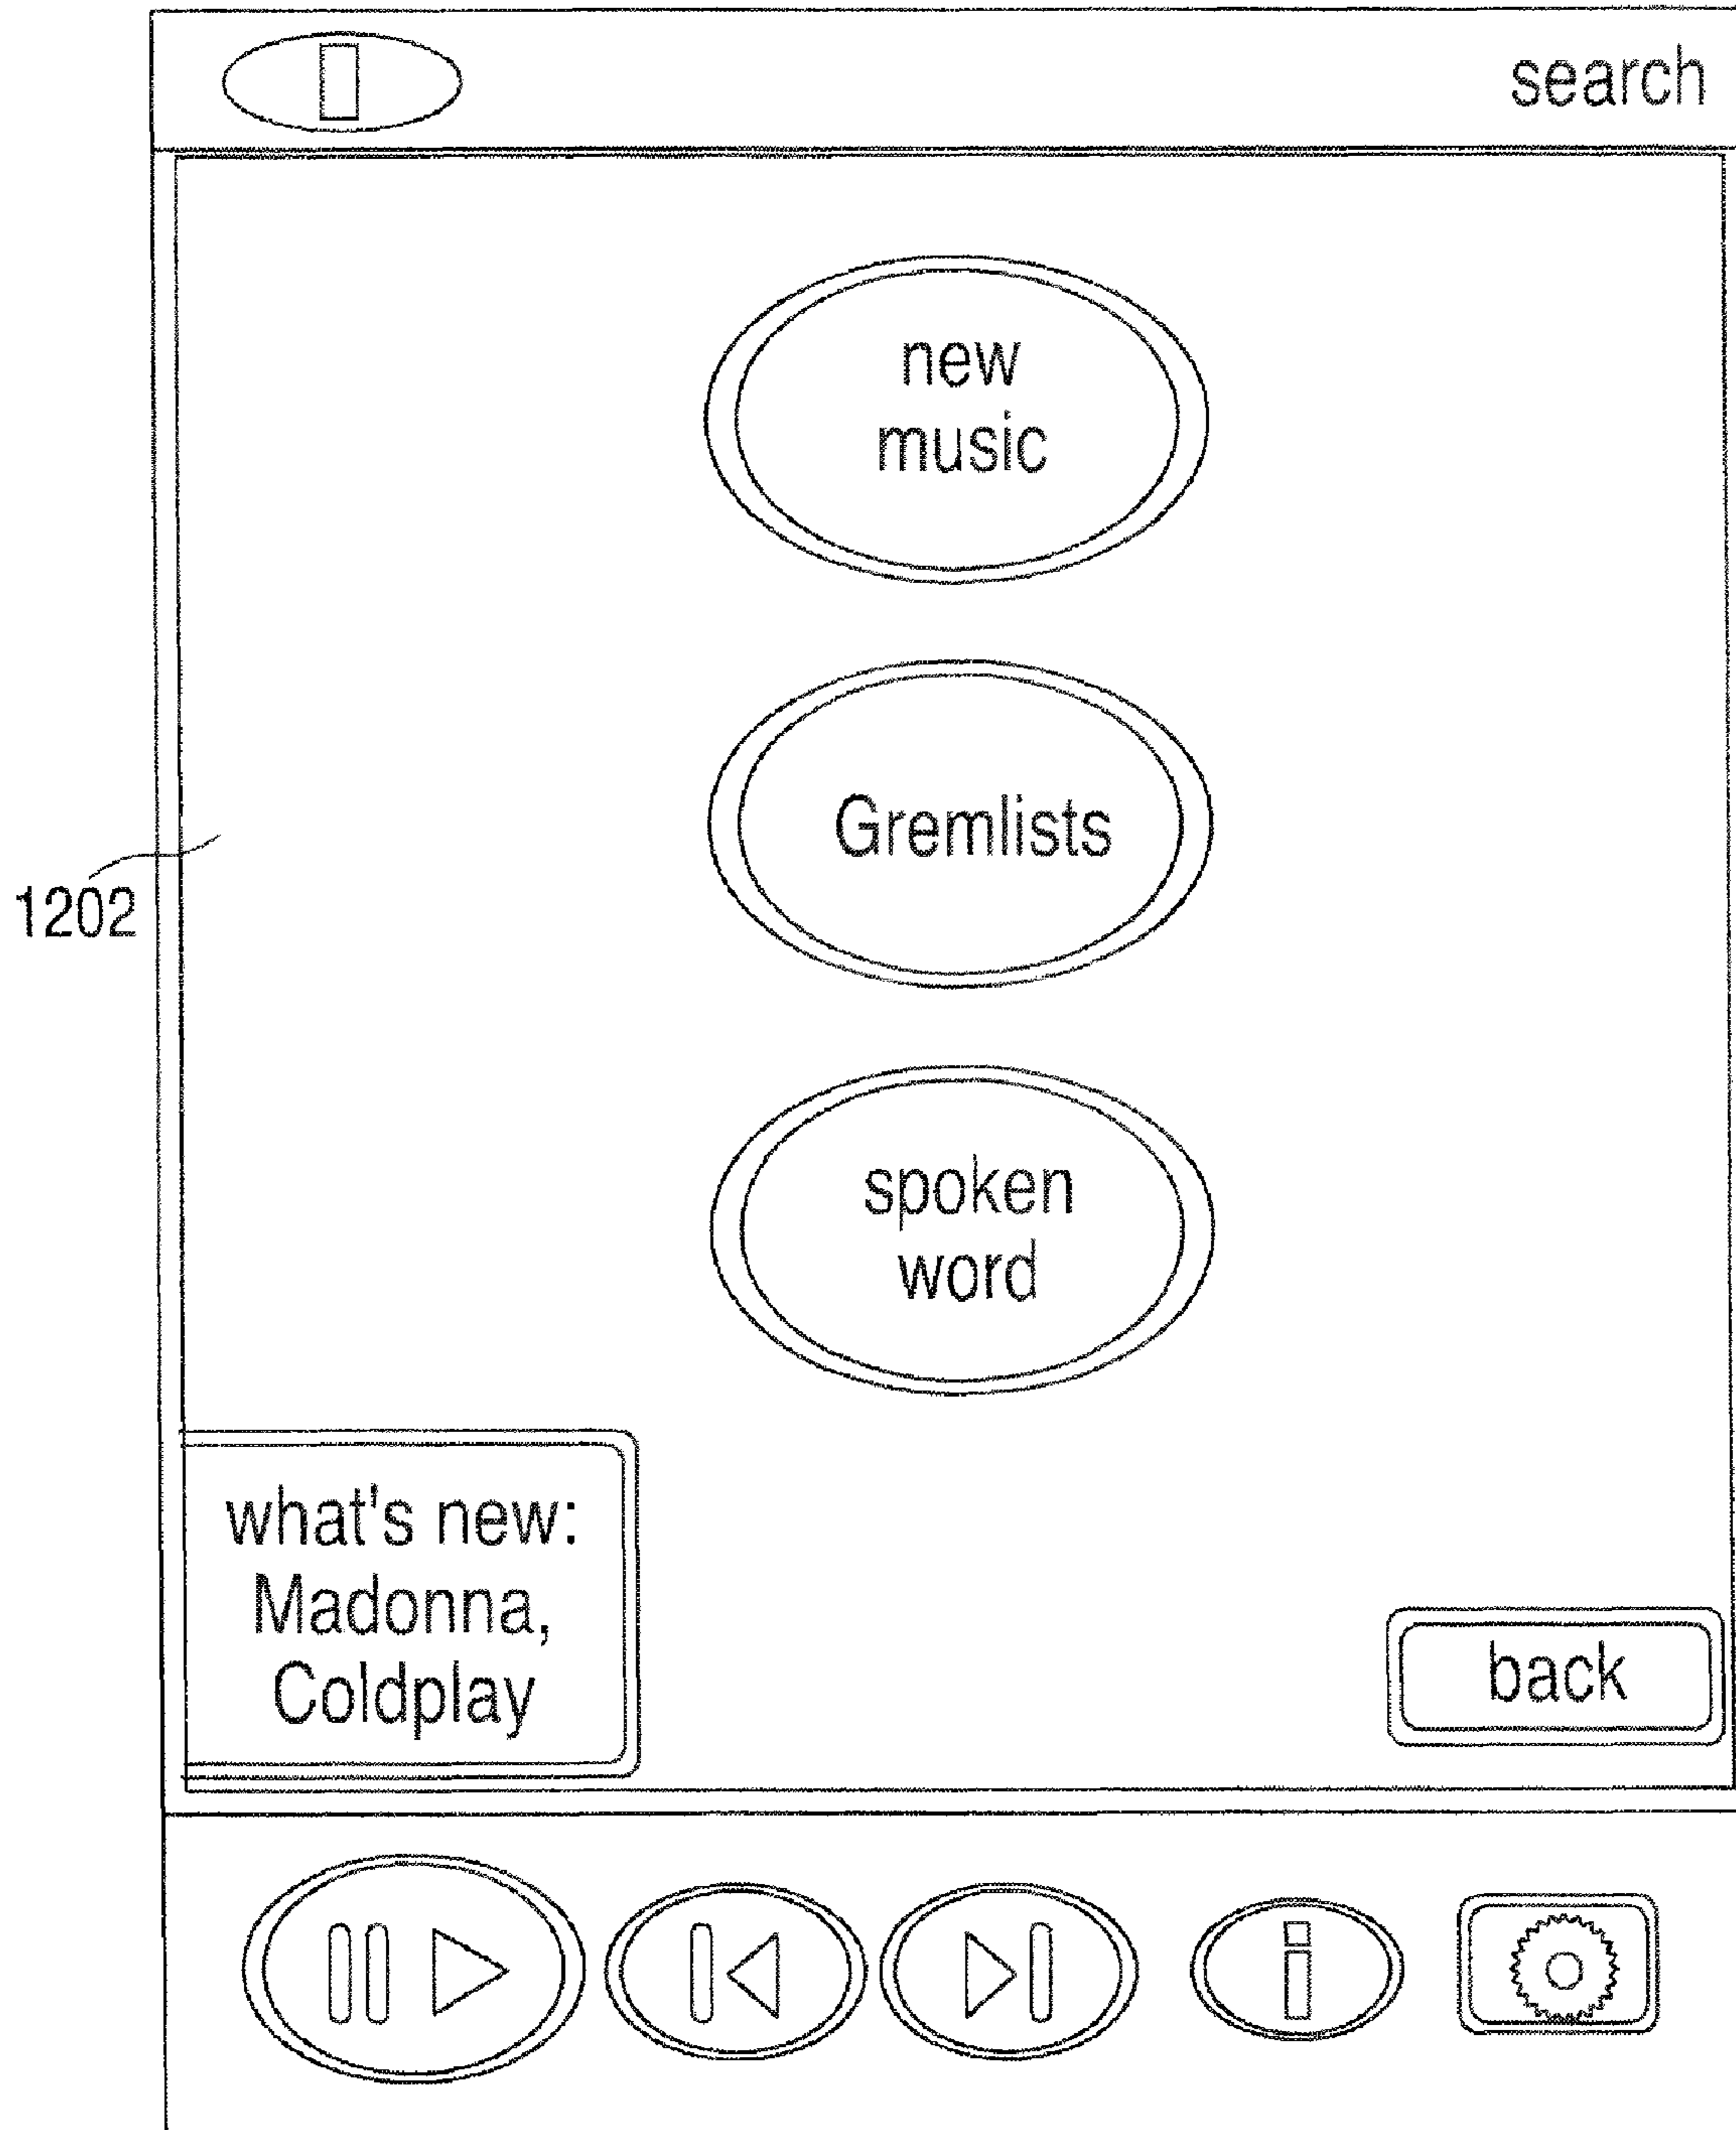 search
new
music
Gremlists
1202
spoken
word
what's new:
Madonna,
Coldplay
back